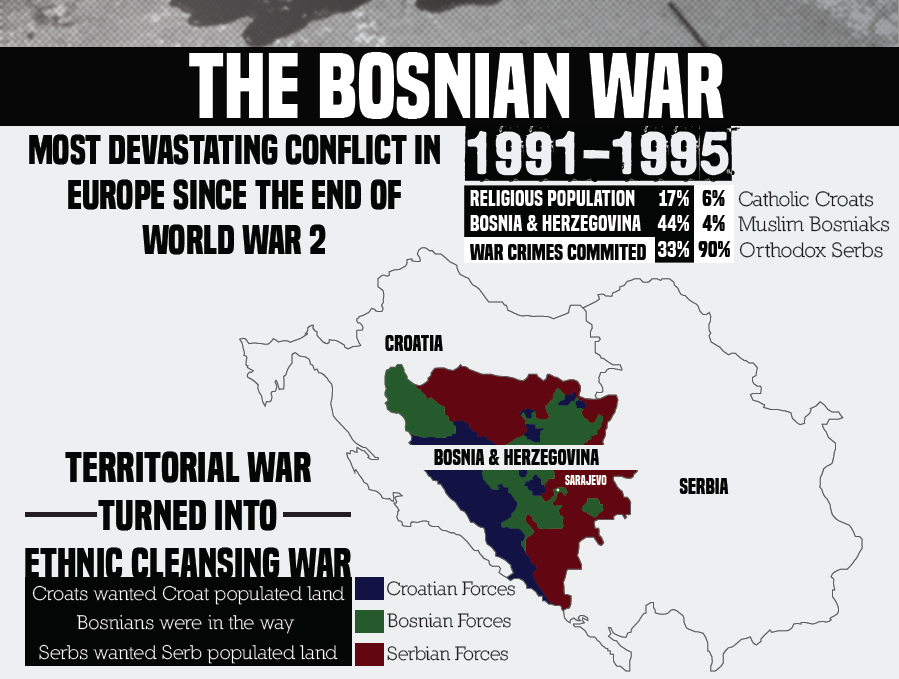 THE BOSNIAN WAR
MOST DEVASTATING CONFLICT IN
EUROPE SINCE THE END OF
WORLD WAR 2
1991-1995
RELIGIOUS POPULATION 17% 6% Catholic Croats
BOSNIA & HERZEGOVINA 44% 4% Muslim Bosniaks
WAR CRIMES COMMITED 33% 90% Orthodox Serbs
CROATIA
BOSNIA & HERZEGOVINA
SARAJEVO
SERBIA
TERRITORIAL WAR
TURNED INTO
ETHNIC CLEANSING WAR
Croats wanted Croat populated land
Bosnians were in the way
Serbs wanted Serb populated land
Croatian Forces
Bosnian Forces
Serbian Forces